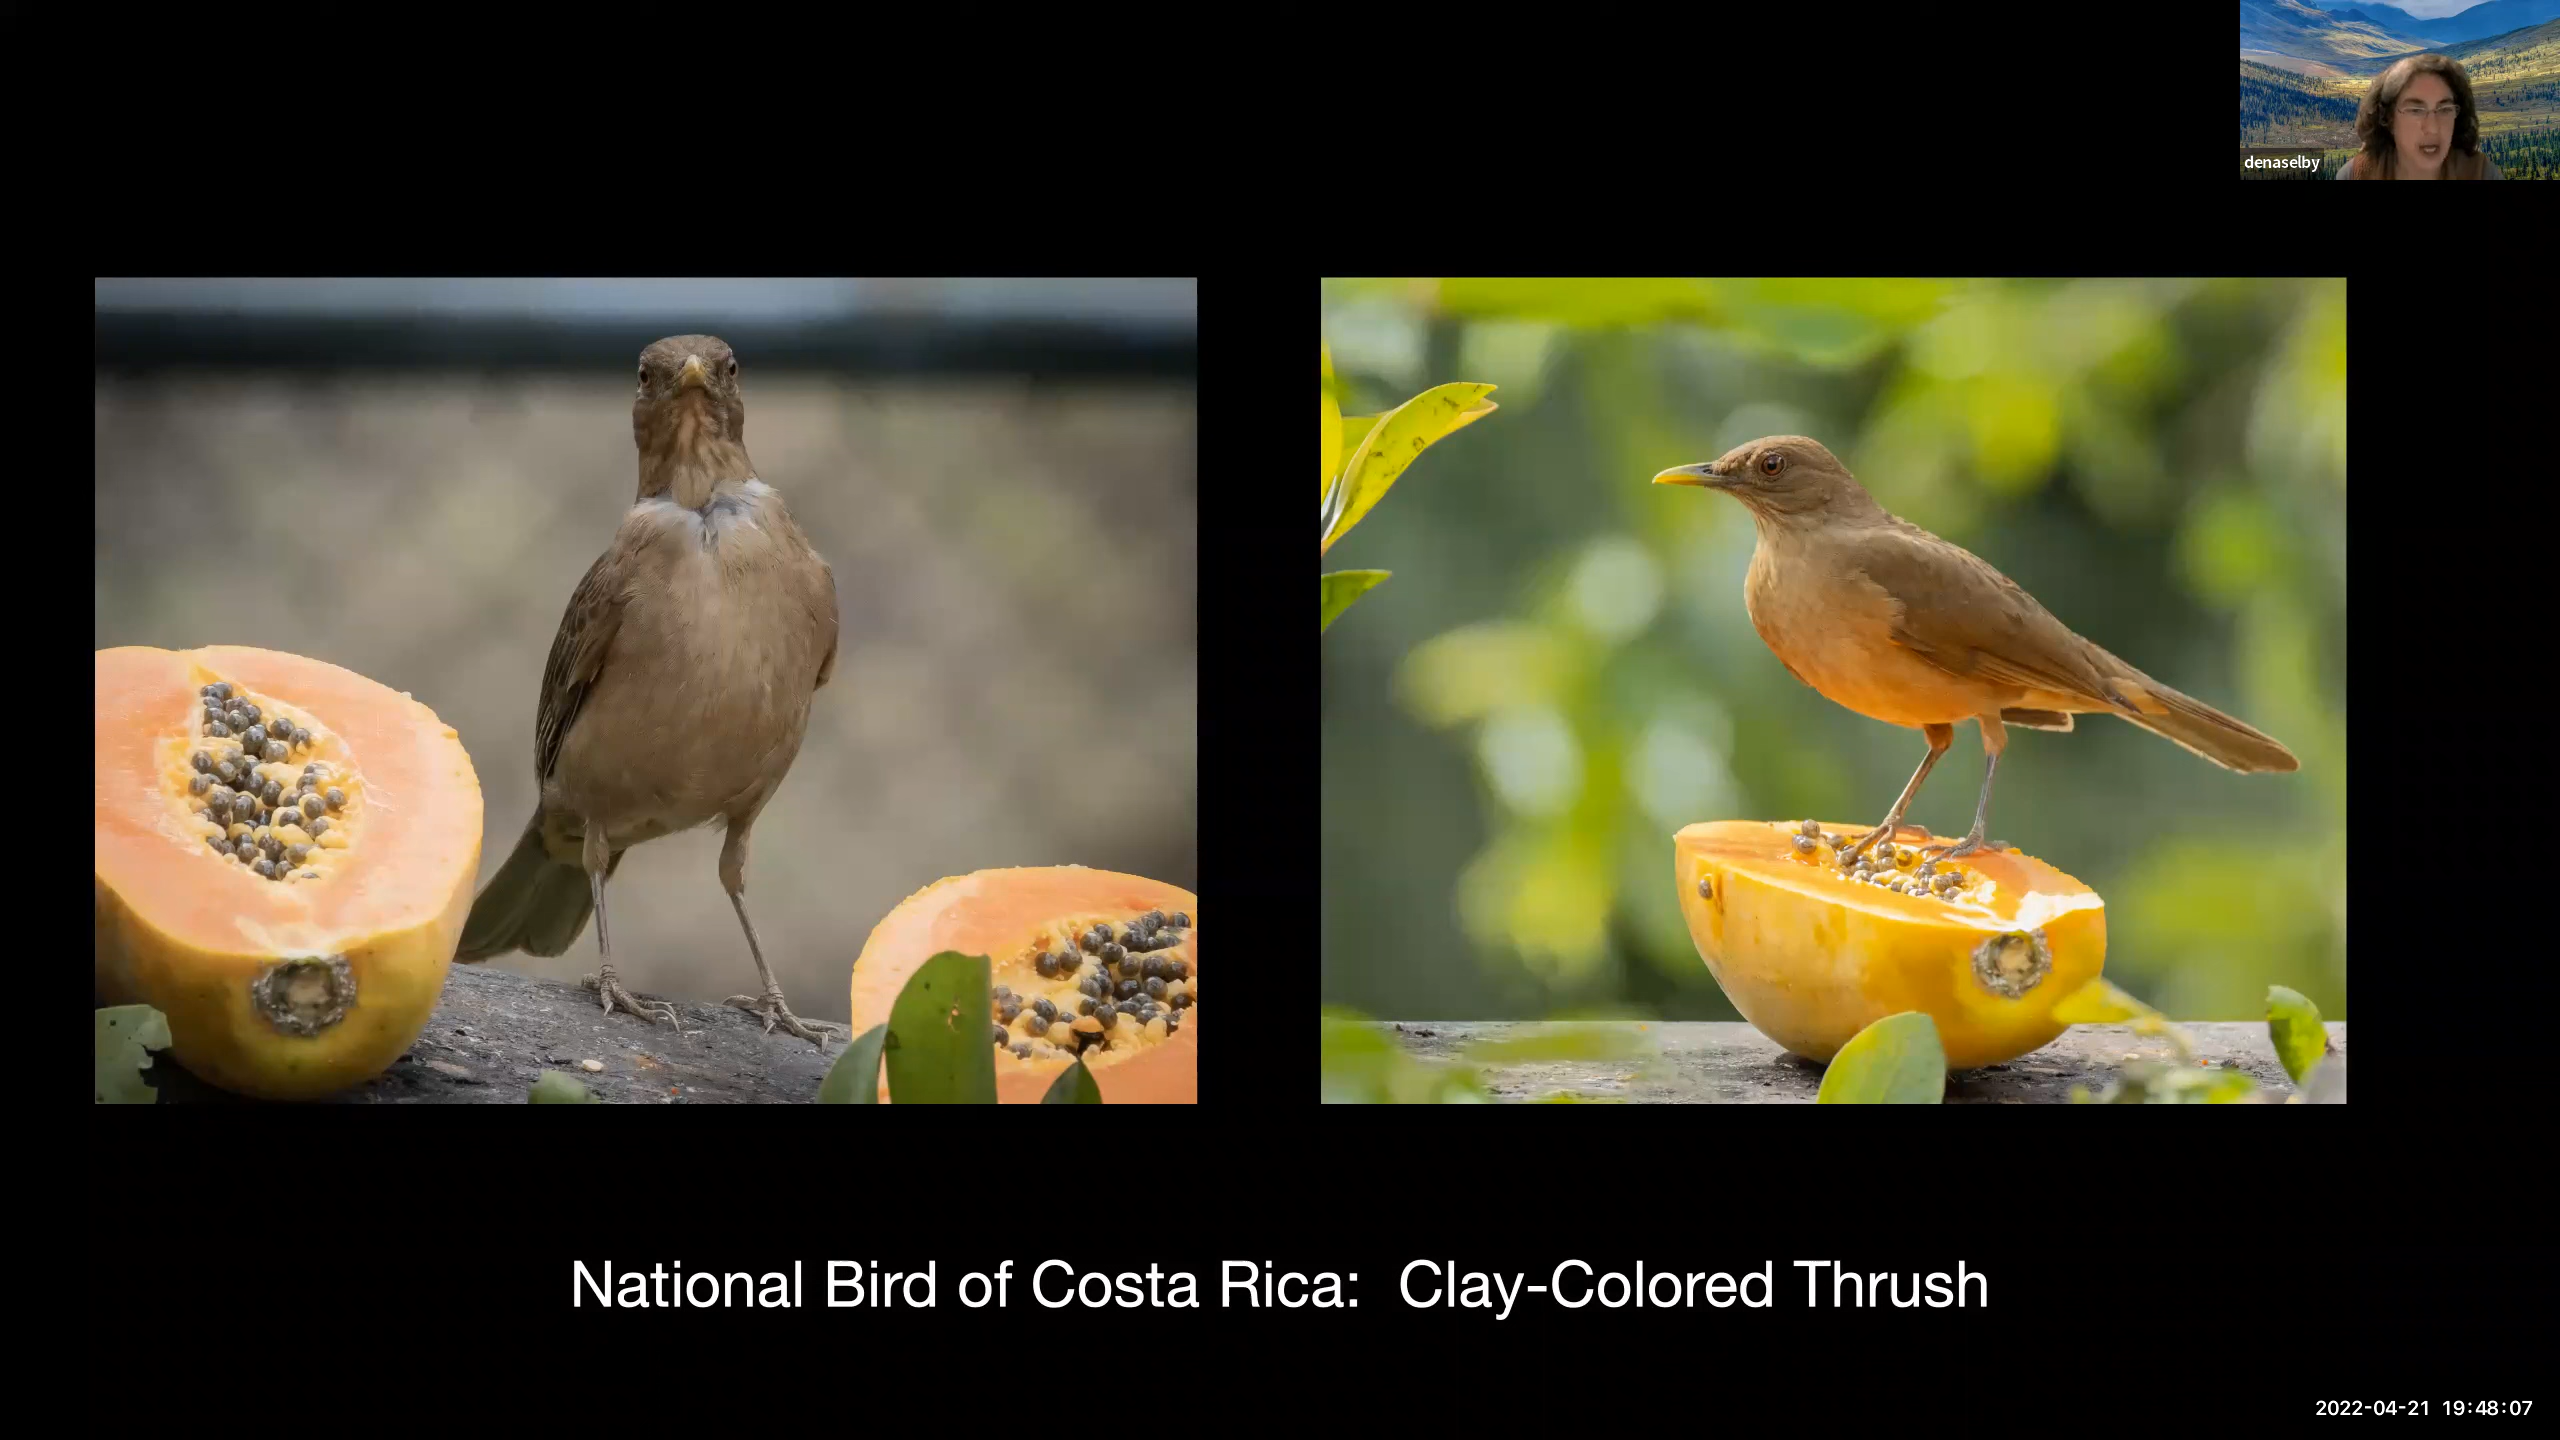 denaselby
National Bird of Costa Rica:  Clay-Colored Thrush
2022-04-21 19:48:07